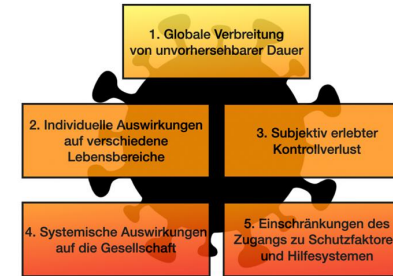 1. Globale Verbreitung
von unvorhersehbarer Dauer
2. Individuelle Auswirkungen
auf verschiedene
Lebensbereiche
3. Subjektiv erlebter
Kontrollverlust
4. Systemische Auswirkungen
auf die Gesellschaft
5. Einschränkungen des
Zugangs zu Schutzfaktore
und Hilfesystemen